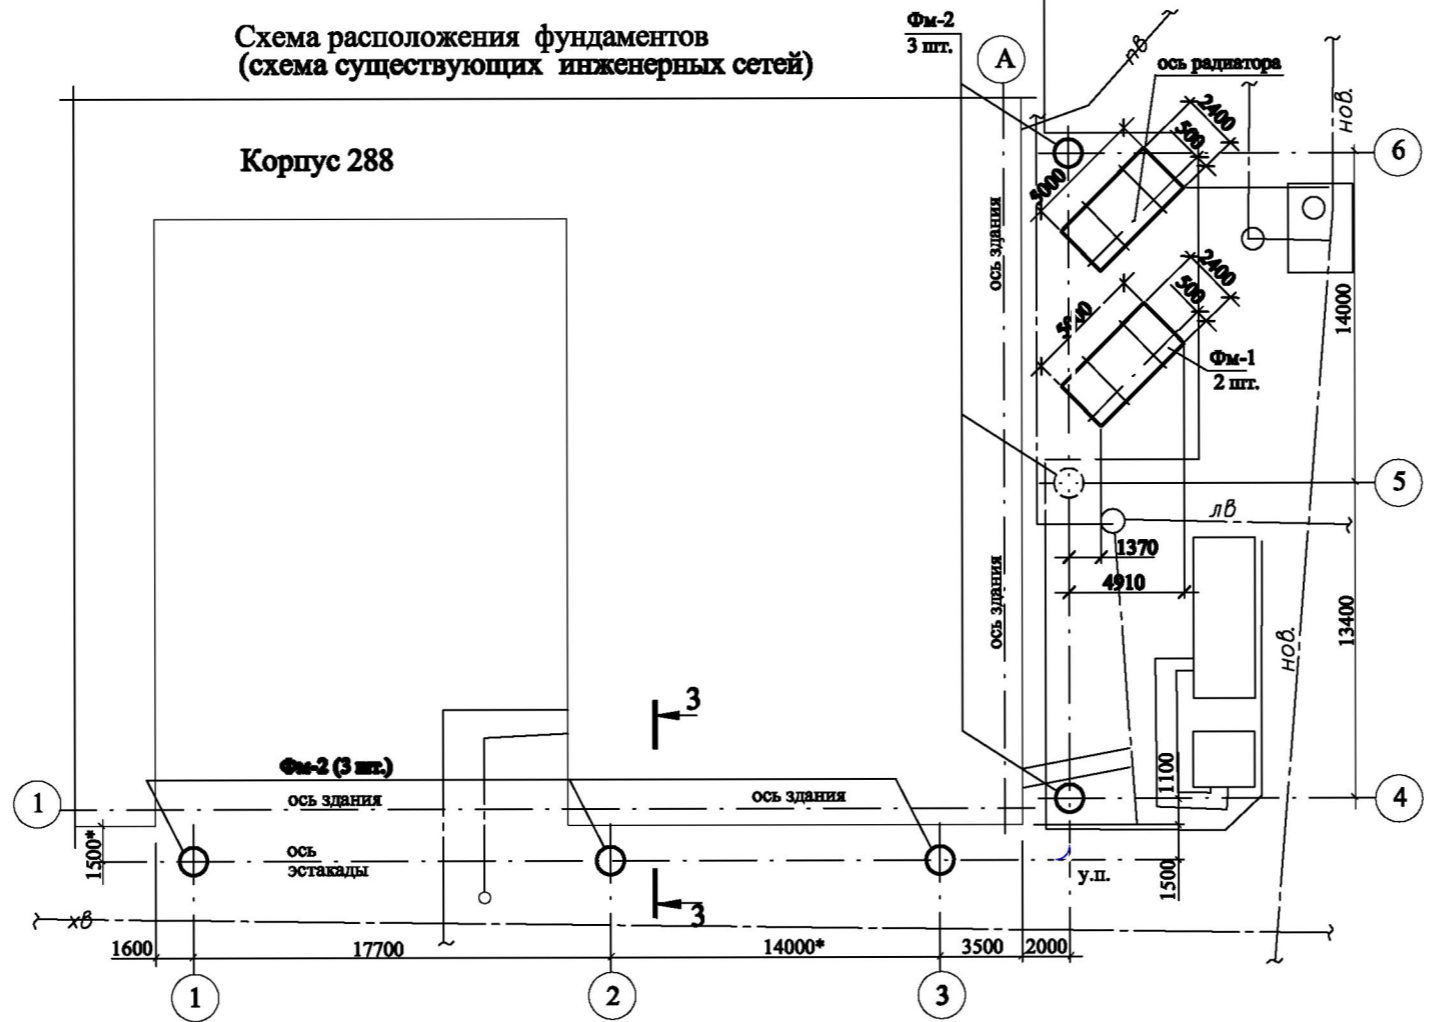 Схема расположения фундаментов
(схема существующих инженерных сетей)
Фм-2
3 шт.
А
пв
ось радиатора
нов.
2400
500
6
Корпус 288
5000
ось здания
2400
500
14000
Фм-1
2 шт.
5
лв
1370
4910
ось здания
13400
нов.
3
Фм-2 (3 шт.)
1100
1
ось здания
ось здания
4
1500*
ось
эстакады
у.п.
1500
хв
3
1600
17700
14000*
3500
2000
1
2
3